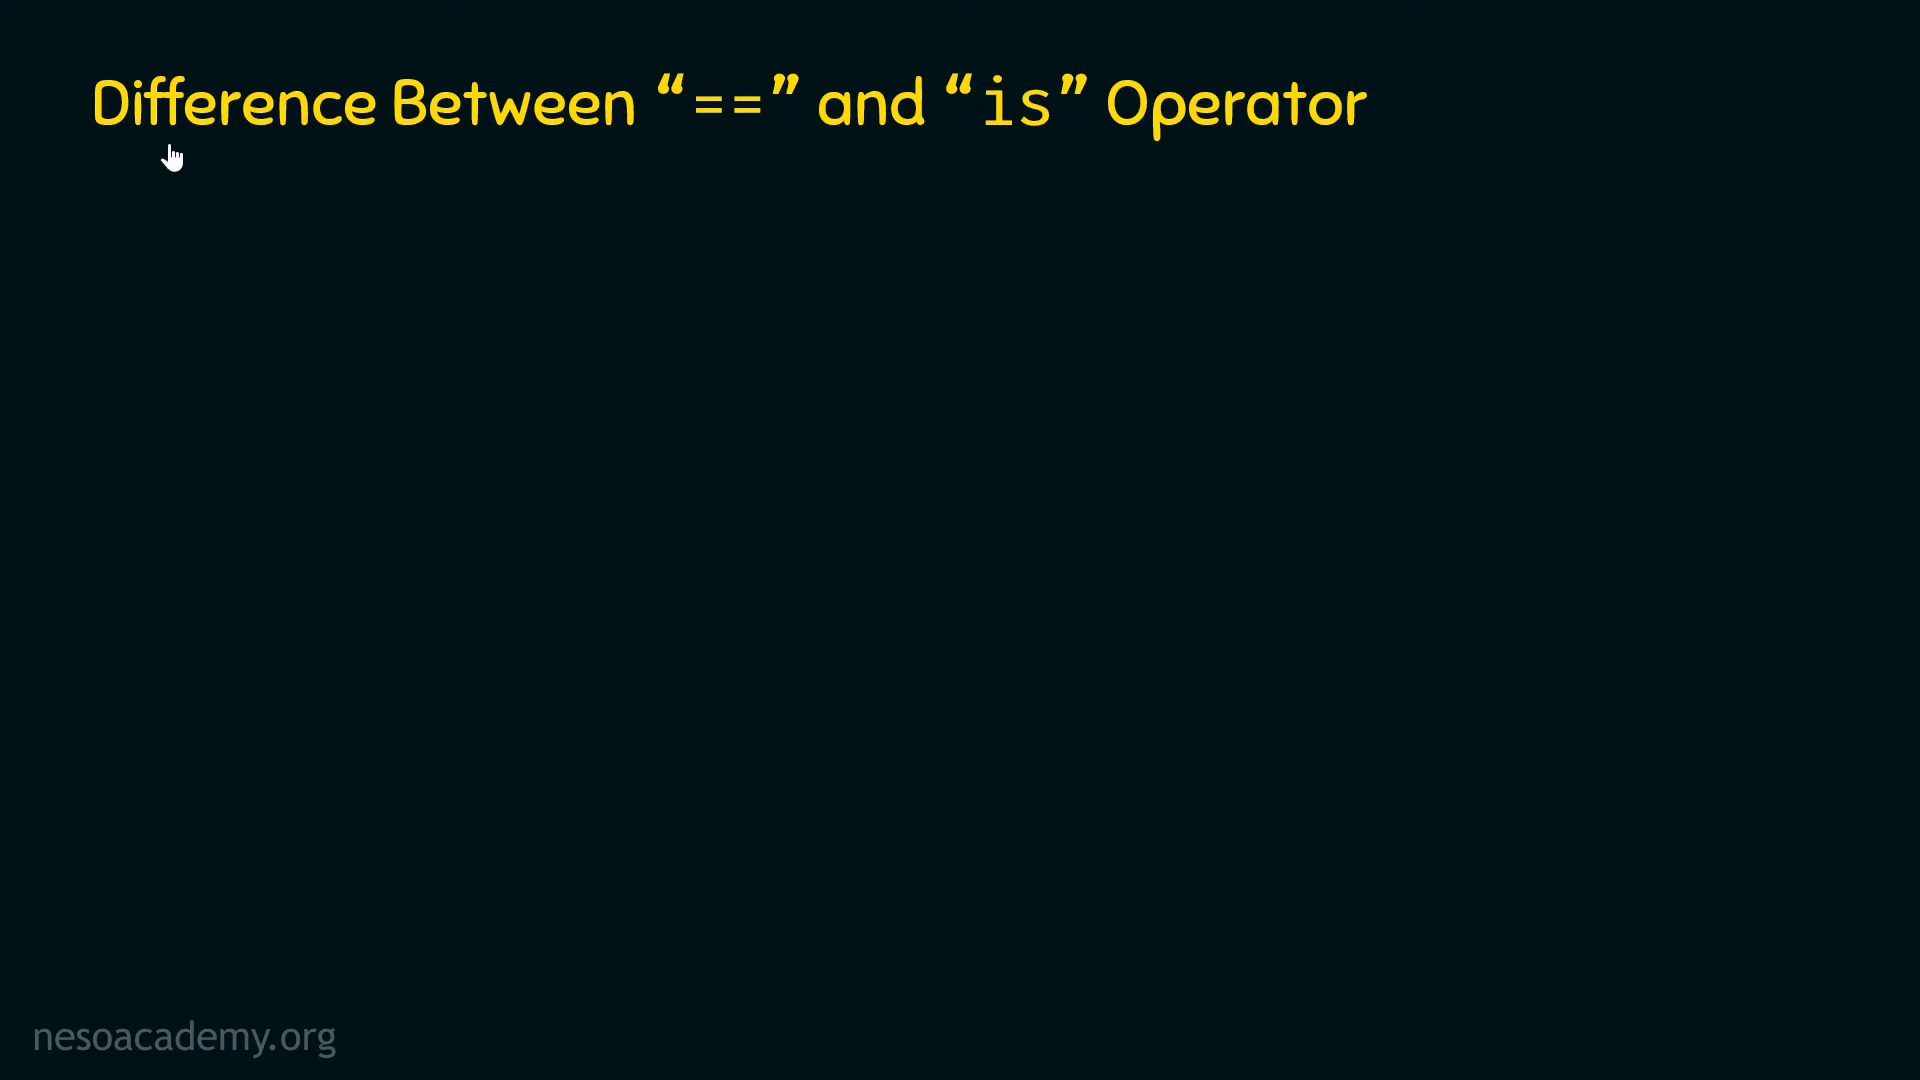 Difference Between “==” and “is” Operator
nesoacademy.org